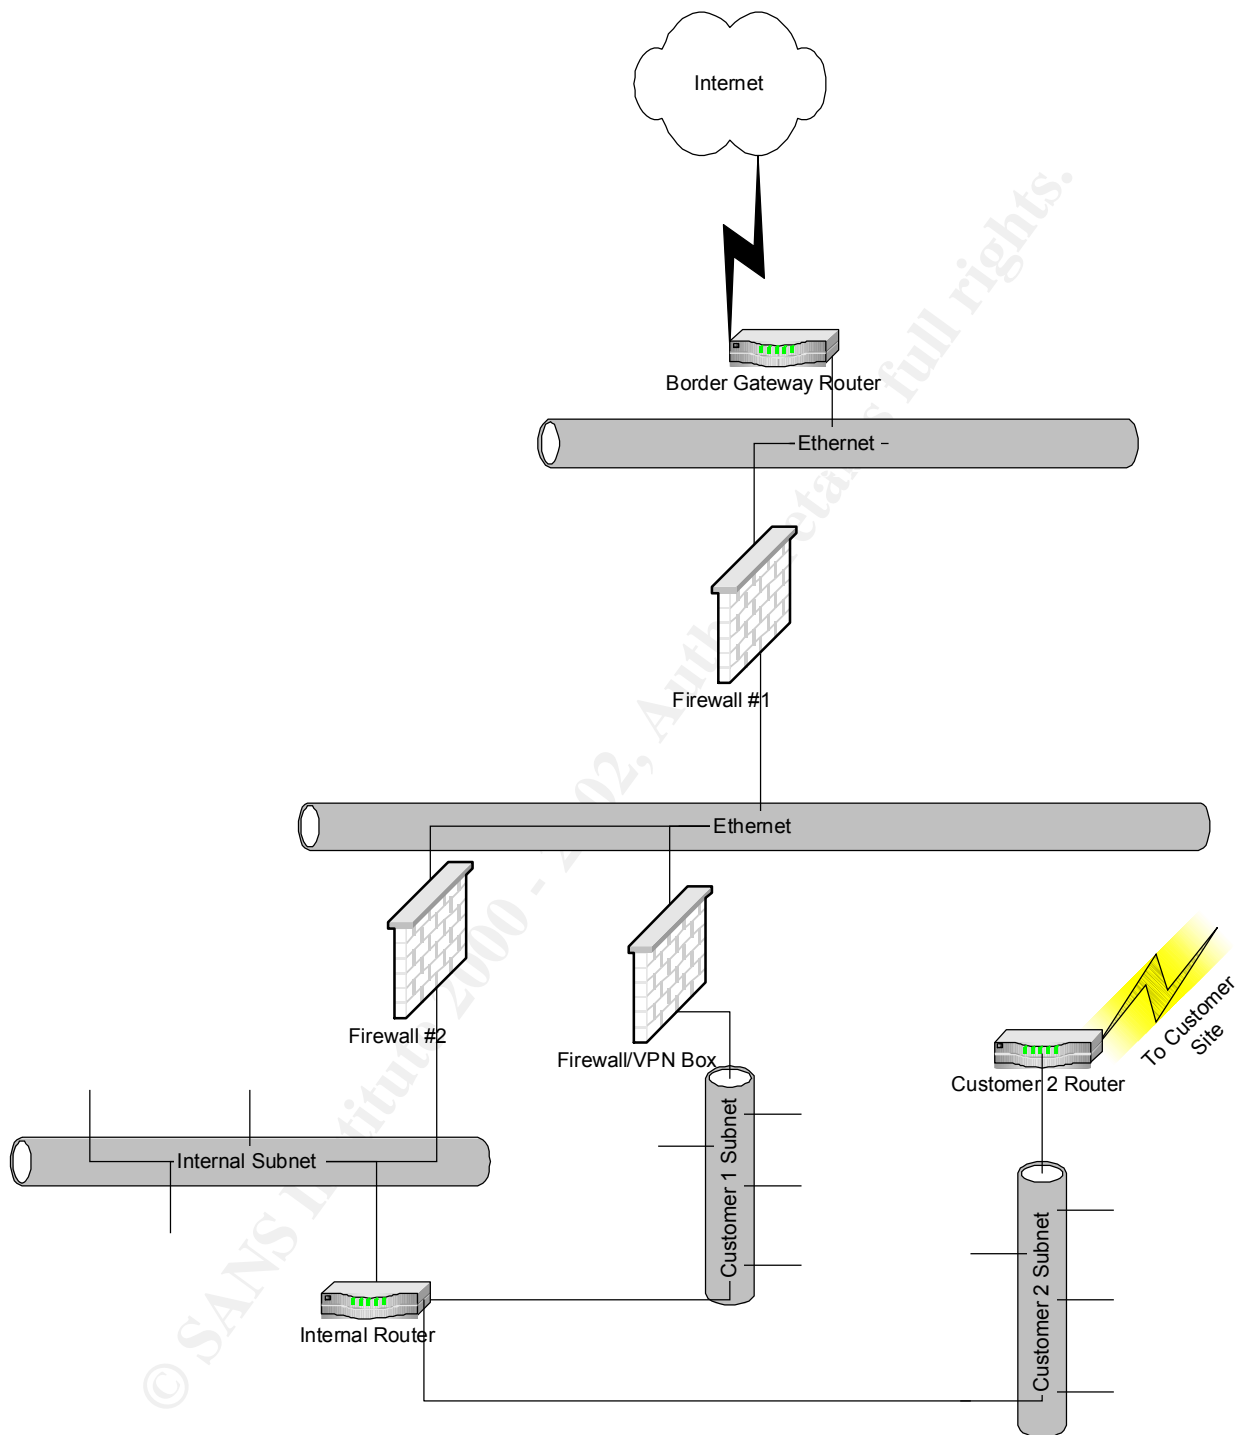 Internet
Border Gateway Router
Ethernet
Firewall #1
Ethernet
Firewall #2
Firewall/VPN Box
To Customer
Site
Customer 2 Router
Internal Subnet
Customer 1 Subnet
Customer 2 Subnet
Internal Router
© SANS Institute 2000 - 2002, Author retains full rights.